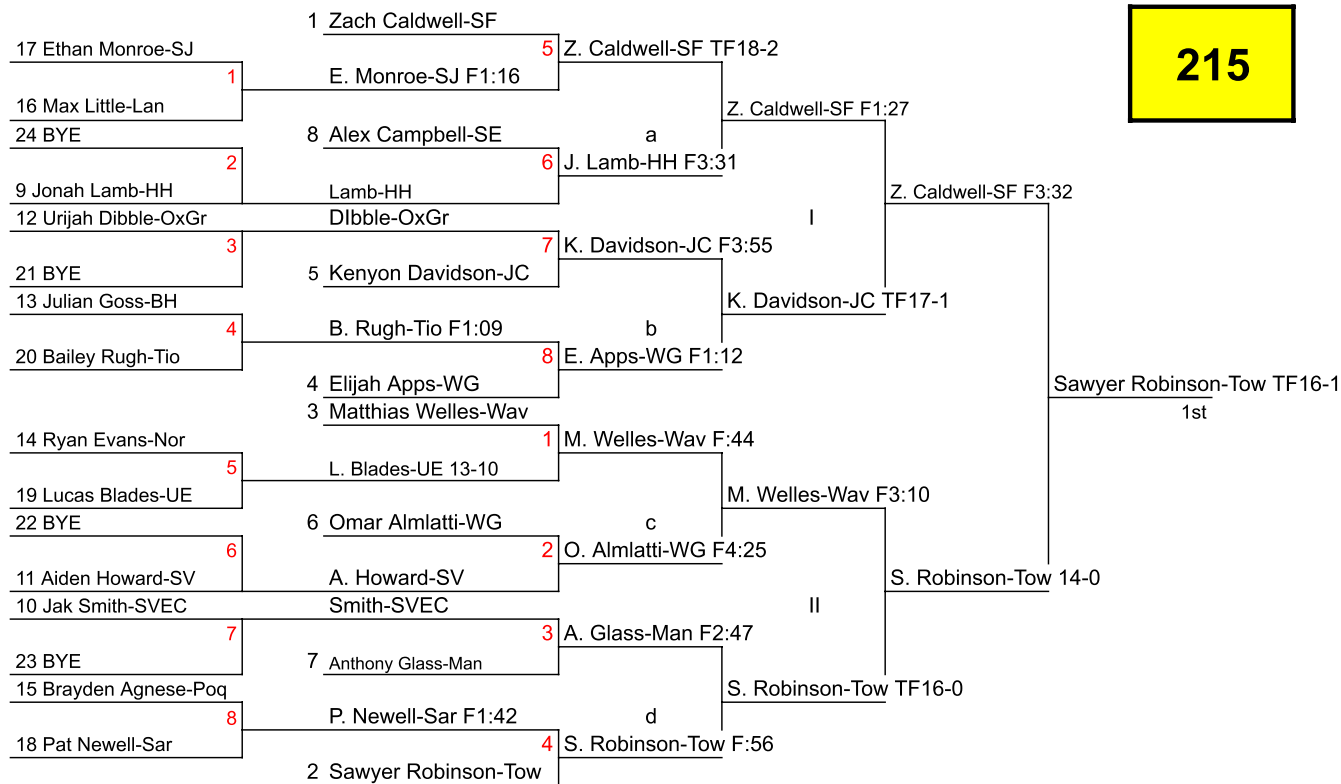 1 Zach Caldwell-SF
17 Ethan Monroe-SJ
5 Z. Caldwell-SF TF18-2
215
1
E. Monroe-SJ F1:16
16 Max Little-Lan
Z. Caldwell-SF F1:27
24 BYE
8 Alex Campbell-SE
a
2
6 J. Lamb-HH F3:31
9 Jonah Lamb-HH
Lamb-HH
Z. Caldwell-SF F3:32
12 Urijah Dibble-OxGr
DIbble-OxGr
I
3
7 K. Davidson-JC F3:55
21 BYE
5 Kenyon Davidson-JC
13 Julian Goss-BH
K. Davidson-JC TF17-1
4
B. Rugh-Tio F1:09
b
20 Bailey Rugh-Tio
8 E. Apps-WG F1:12
4 Elijah Apps-WG
Sawyer Robinson-Tow TF16-1
3 Matthias Welles-Wav
1st
14 Ryan Evans-Nor
1 M. Welles-Wav F:44
5
L. Blades-UE 13-10
19 Lucas Blades-UE
M. Welles-Wav F3:10
22 BYE
6 Omar Almlatti-WG
c
6
2 O. Almlatti-WG F4:25
11 Aiden Howard-SV
A. Howard-SV
S. Robinson-Tow 14-0
10 Jak Smith-SVEC
Smith-SVEC
II
7
3 A. Glass-Man F2:47
23 BYE
7 Anthony Glass-Man
15 Brayden Agnese-Poq
S. Robinson-Tow TF16-0
8
P. Newell-Sar F1:42
d
18 Pat Newell-Sar
4 S. Robinson-Tow F:56
2 Sawyer Robinson-Tow